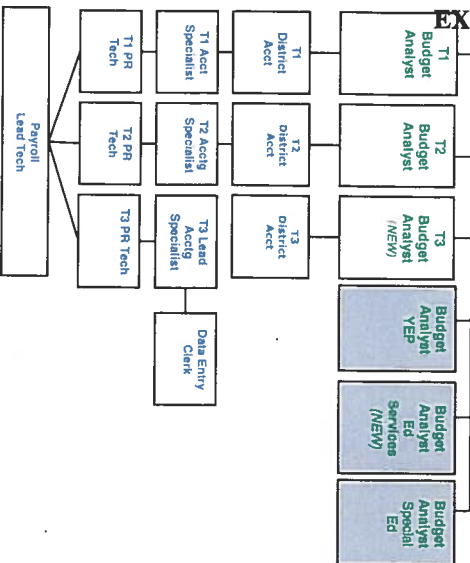 EX
T1
Budget
Analyst
T2
Budget
Analyst
T3
Budget
Analyst
(NEW)
Budget
Analyst
YEP
Budget
Analyst
Ed
Services
(NEW)
Budget
Analyst
Special
Ed
T1
District
Acct
T2
District
Acct
T3
District
Acct
T1 Acct
Specialist
T2 Acctg
Specialist
T3 Lead
Acctg
Specialist
Data Entry
Clerk
T1 PR
Tech
T2 PR
Tech
T3 PR Tech
Payroll
Lead Tech